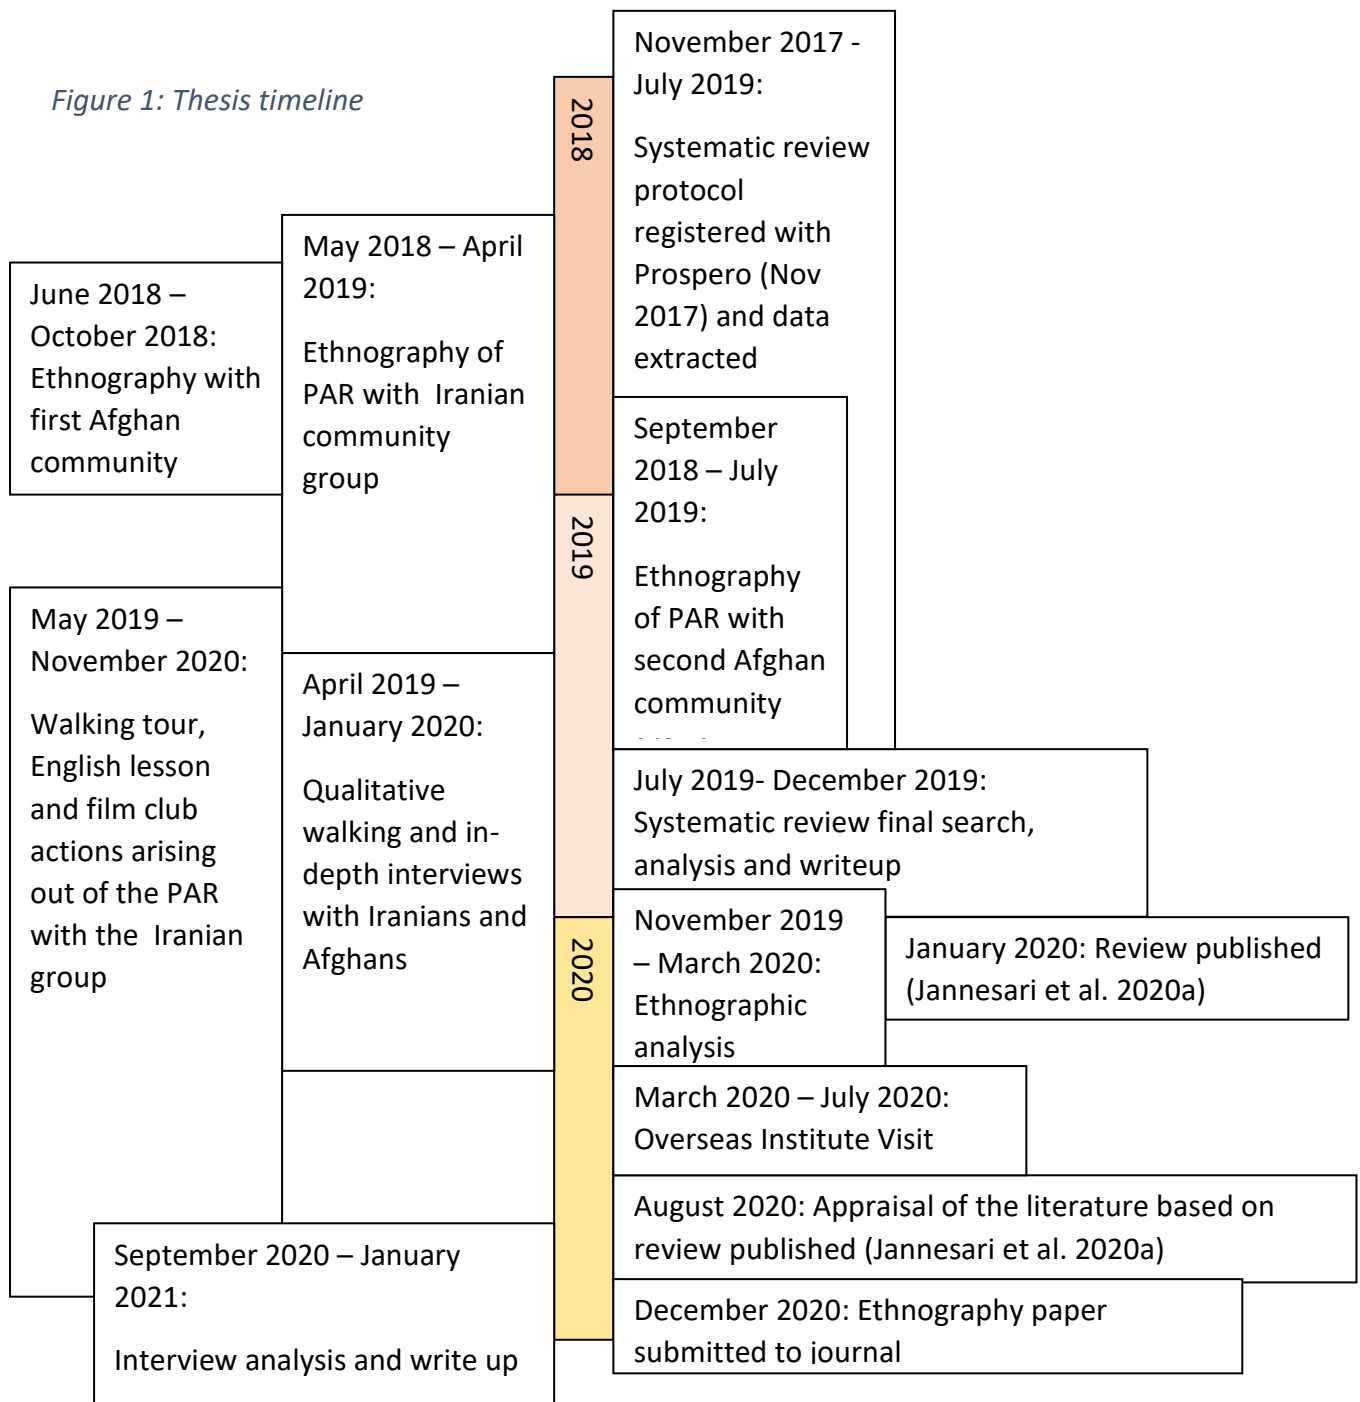 Figure 1: Thesis timeline
2018
2019
2020
November 2017 -
July 2019:
Systematic review
protocol
registered with
Prospero (Nov
2017) and data
extracted
May 2018 – April
2019:
Ethnography of
PAR with  Iranian
community
group
June 2018 –
October 2018:
Ethnography with
first Afghan
community
September
2018 – July
2019:
Ethnography
of PAR with
second Afghan
community
May 2019 –
November 2020:
Walking tour,
English lesson
and film club
actions arising
out of the PAR
with the  Iranian
group
April 2019 –
January 2020:
Qualitative
walking and in-
depth interviews
with Iranians and
Afghans
July 2019- December 2019:
Systematic review final search,
analysis and writeup
November 2019
– March 2020:
Ethnographic
analysis
January 2020: Review published
(Jannesari et al. 2020a)
March 2020 – July 2020:
Overseas Institute Visit
August 2020: Appraisal of the literature based on
review published (Jannesari et al. 2020a)
September 2020 – January
2021:
Interview analysis and write up
December 2020: Ethnography paper
submitted to journal